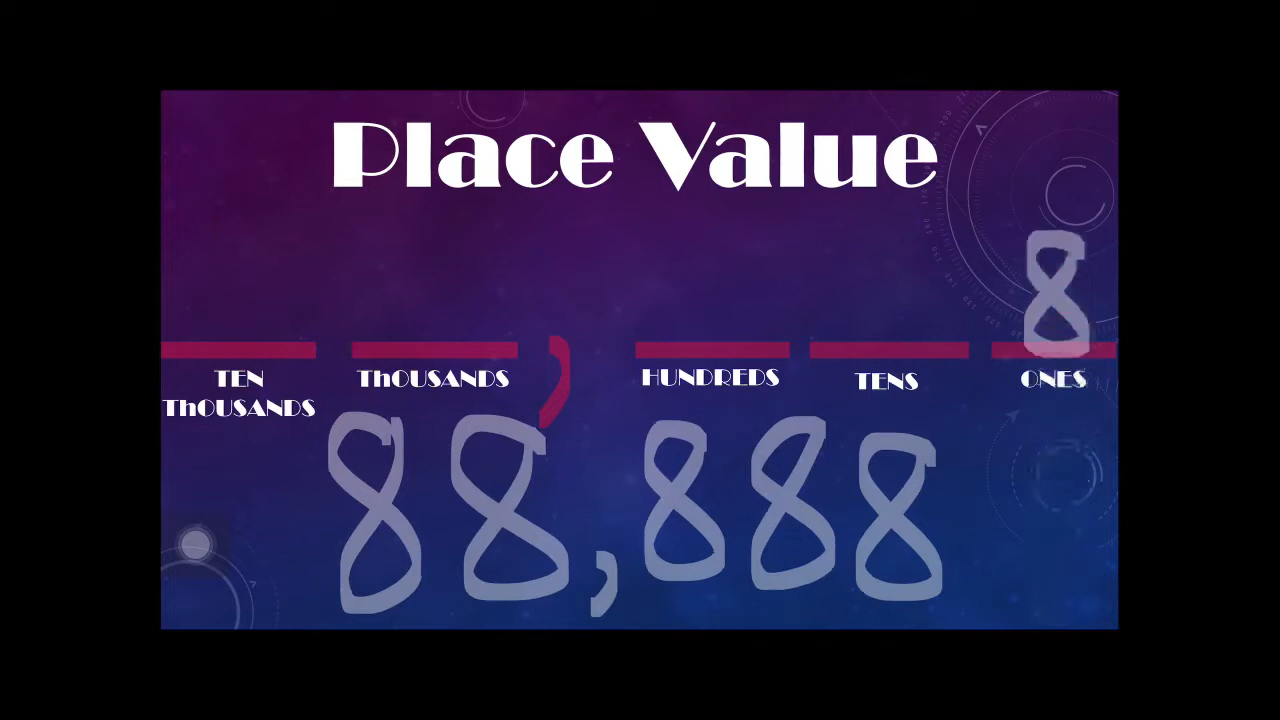 Place Value
8
,
TEN THOUSANDS
THOUSANDS
HUNDREDS
TENS
ONES
88,888